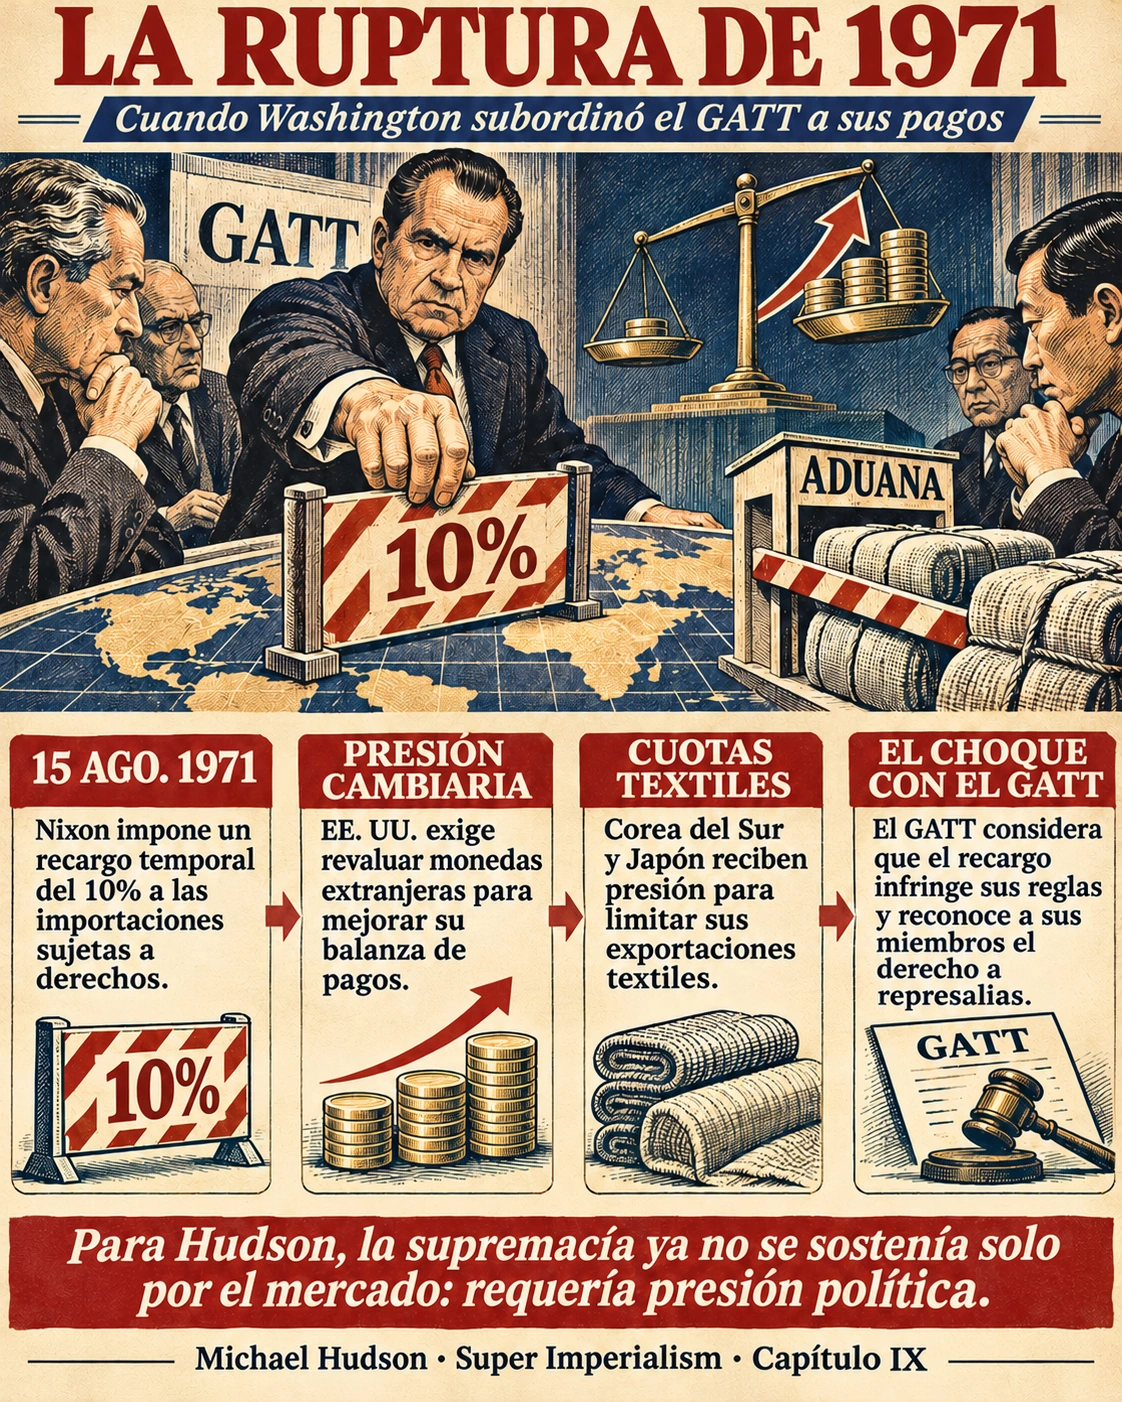 LA RUPTURA DE 1971
Cuando Washington subordinó el GATT a sus pagos
GATT
10%
ADUANA
15 AGO. 1971
Nixon impone un
recargo temporal
del 10% a las
importaciones
sujetas a
derechos.
10%
PRESIÓN
CAMBIARIA
EE. UU. exige
revaluar monedas
extranjeras para
mejorar su
balanza de
pagos.
CUOTAS
TEXTILES
Corea del Sur
y Japón reciben
presión para
limitar sus
exportaciones
textiles.
EL CHOQUE
CON EL GATT
El GATT considera
que el recargo
infringe sus reglas
y reconoce a sus
miembros el
derecho a
represalias.
GATT
Para Hudson, la supremacía ya no se sostenía solo
por el mercado: requería presión política.
Michael Hudson • Super Imperialism • Capítulo IX